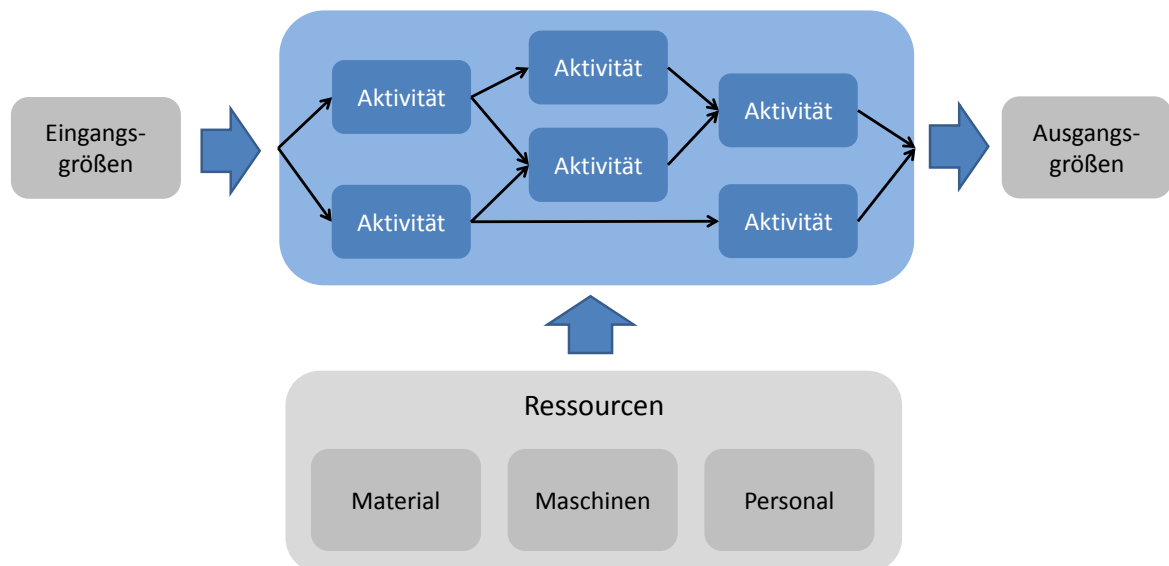 Eingangs-
größen
Aktivität
Aktivität
Aktivität
Aktivität
Aktivität
Aktivität
Ausgangs-
größen
Ressourcen
Material
Maschinen
Personal